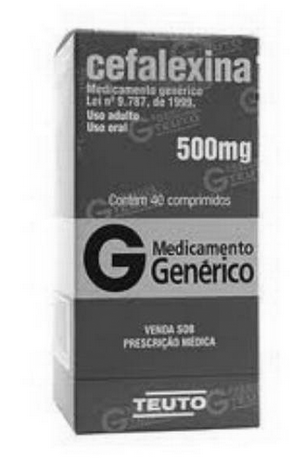 cefalexina
Medicamento genérico
Lei nº 9.787, de 1999.
Uso adulto
Uso oral
500mg
Contém 40 comprimidos
G Medicamento
Genérico
VENDA SOB
PRESCRIÇÃO MÉDICA
TEUTO